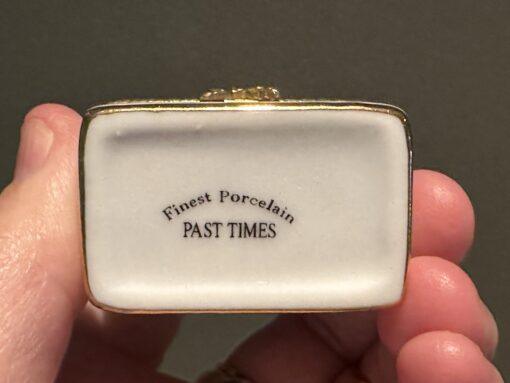 Finest Porcelain
PAST TIMES